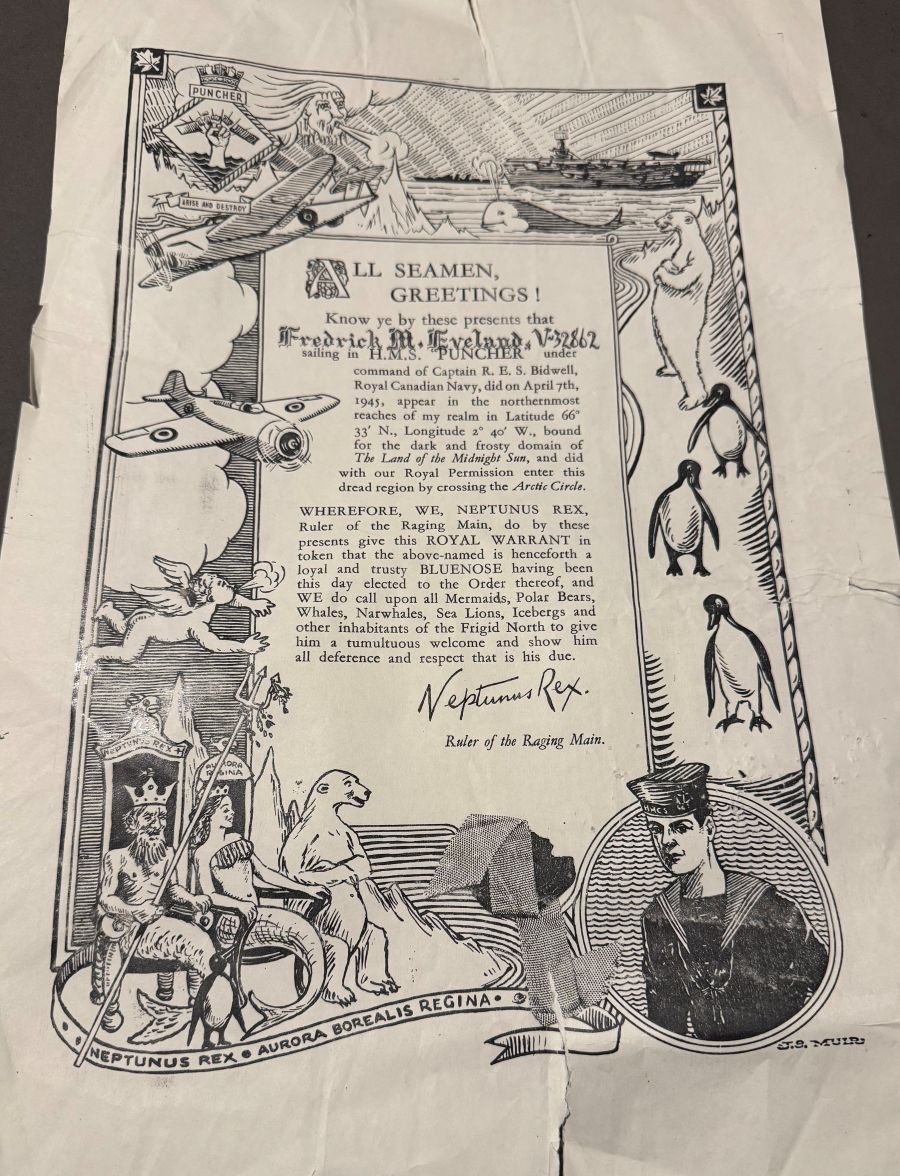 PUNCHER
ARISE AND DESTROY
ALL SEAMEN,
GREETINGS!
Know ye by these presents that
Fredrick M. Eveland, V-32862
sailing in H.M.S. "PUNCHER" under
command of Captain R. E. S. Bidwell,
Royal Canadian Navy, did on April 7th,
1945, appear in the northernmost
reaches of my realm in Latitude 66°
33′ N., Longitude 2° 40′ W., bound
for the dark and frosty domain of
The Land of the Midnight Sun, and did
with our Royal Permission enter this
dread region by crossing the Arctic Circle.
WHEREFORE, WE, NEPTUNUS REX,
Ruler of the Raging Main, do by these
presents give this ROYAL WARRANT in
token that the above-named is henceforth a
loyal and trusty BLUENOSE having been
this day elected to the Order thereof, and
WE do call upon all Mermaids, Polar Bears,
Whales, Narwhales, Sea Lions, Icebergs and
other inhabitants of the Frigid North to give
him a tumultuous welcome and show him
all deference and respect that is his due.
Neptunus Rex.
Ruler of the Raging Main.
NEPTUNUS REX
AURORA
REGINA
HMCS
NEPTUNUS REX • AURORA BOREALIS REGINA •
J.S. MUIR